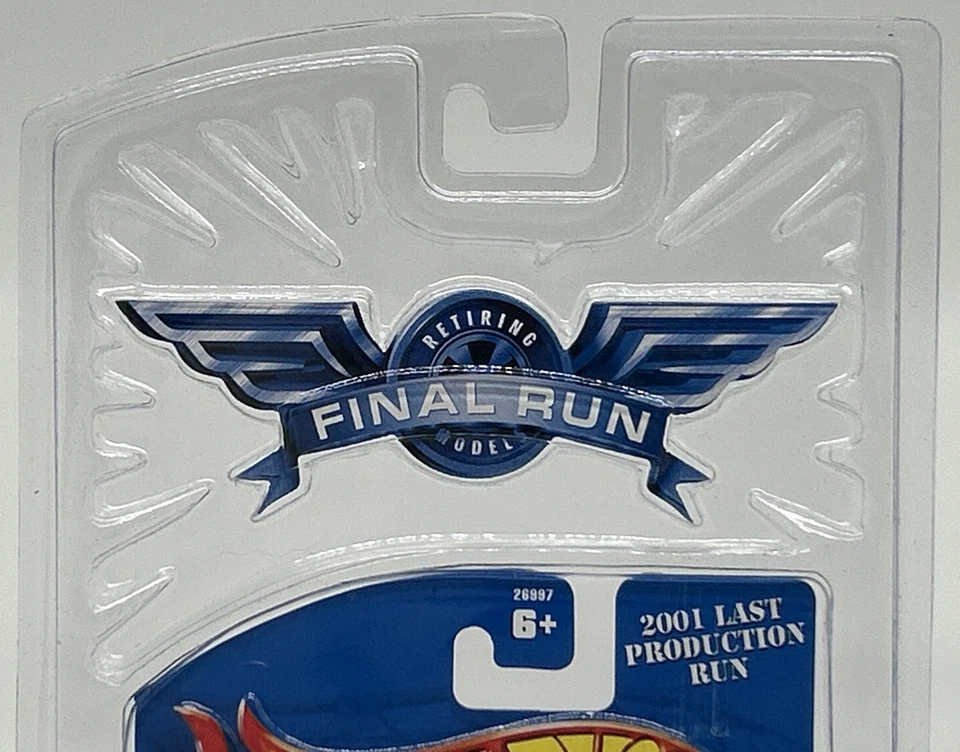 RETIRING
FINAL RUN
MODELS
26997
6+
2001 LAST
PRODUCTION
RUN